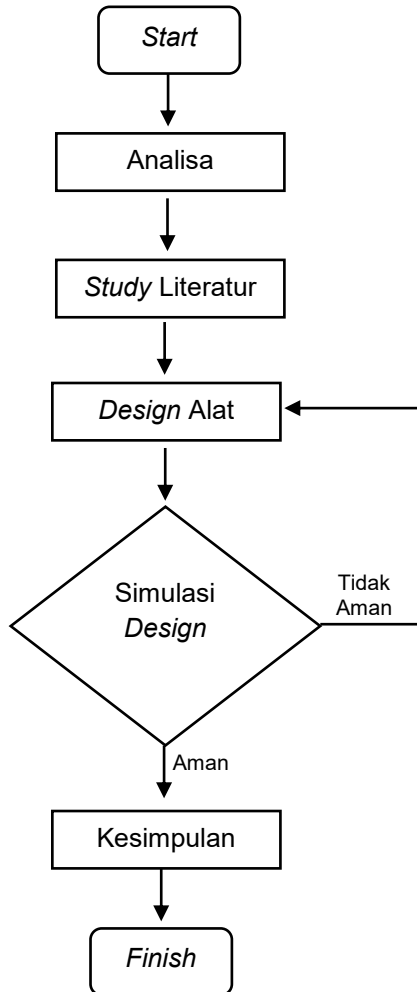 Start
Analisa
Study Literatur
Design Alat
Simulasi
Design
Tidak
Aman
Aman
Kesimpulan
Finish